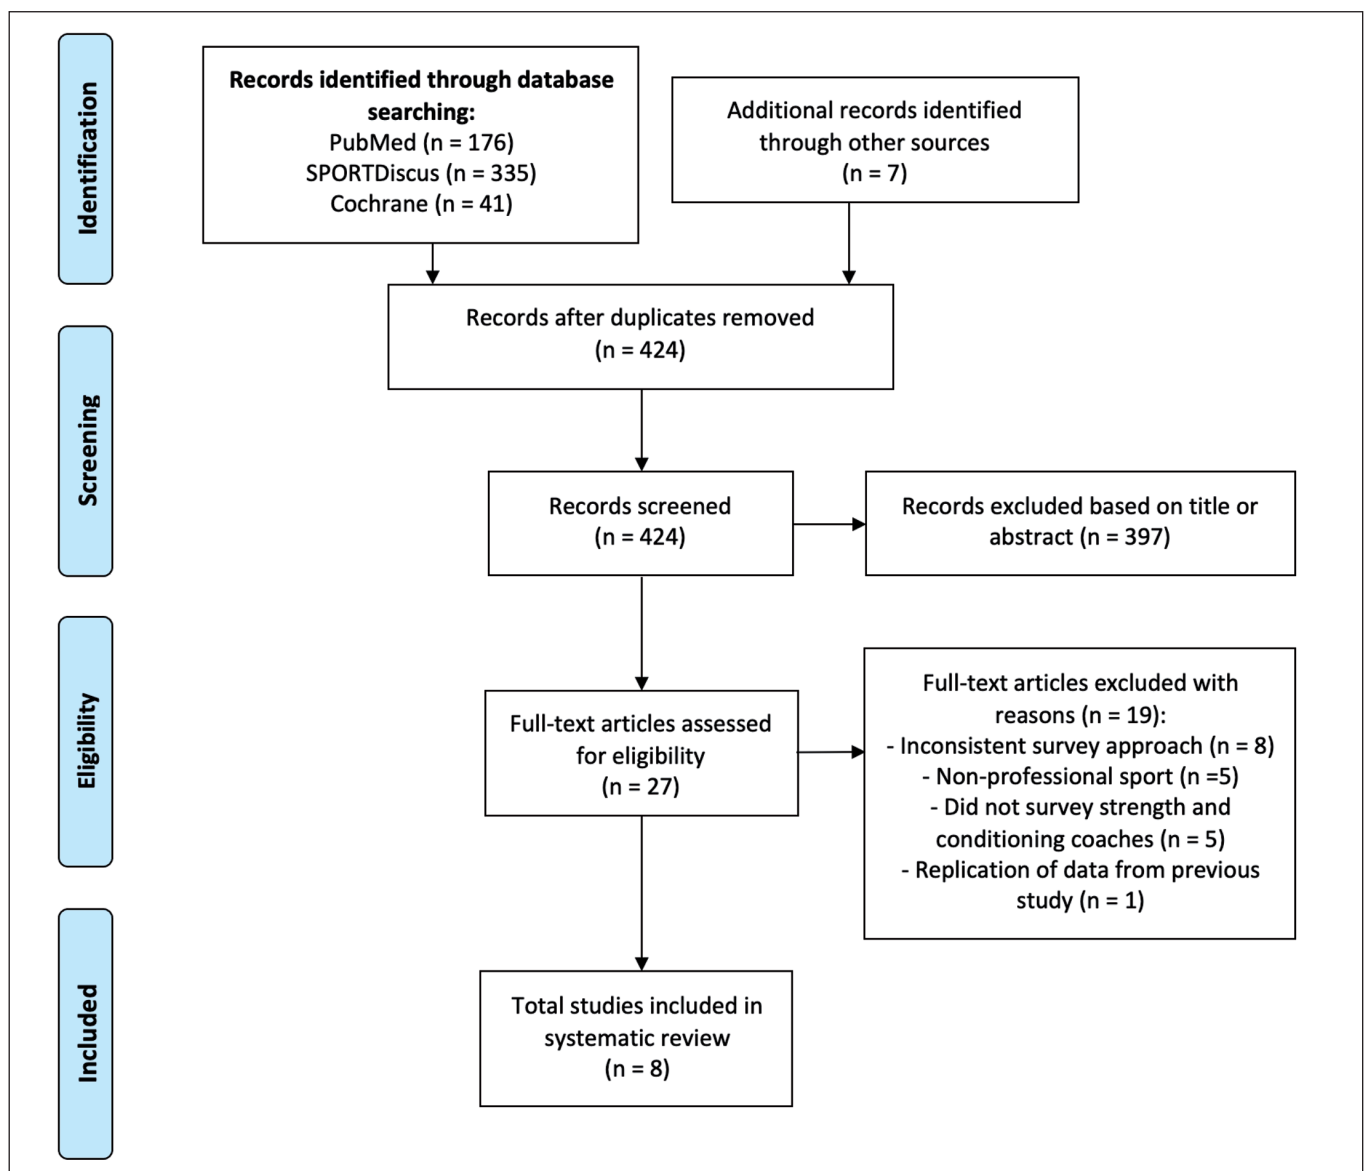 Identification
Records identified through database
searching:
PubMed (n = 176)
SPORTDiscus (n = 335)
Cochrane (n = 41)
Additional records identified
through other sources
(n = 7)
Records after duplicates removed
(n = 424)
Screening
Records screened
(n = 424)
Records excluded based on title or
abstract (n = 397)
Eligibility
Full-text articles assessed
for eligibility
(n = 27)
Full-text articles excluded with
reasons (n = 19):
- Inconsistent survey approach (n = 8)
- Non-professional sport (n =5)
- Did not survey strength and
conditioning coaches (n = 5)
- Replication of data from previous
study (n = 1)
Included
Total studies included in
systematic review
(n = 8)